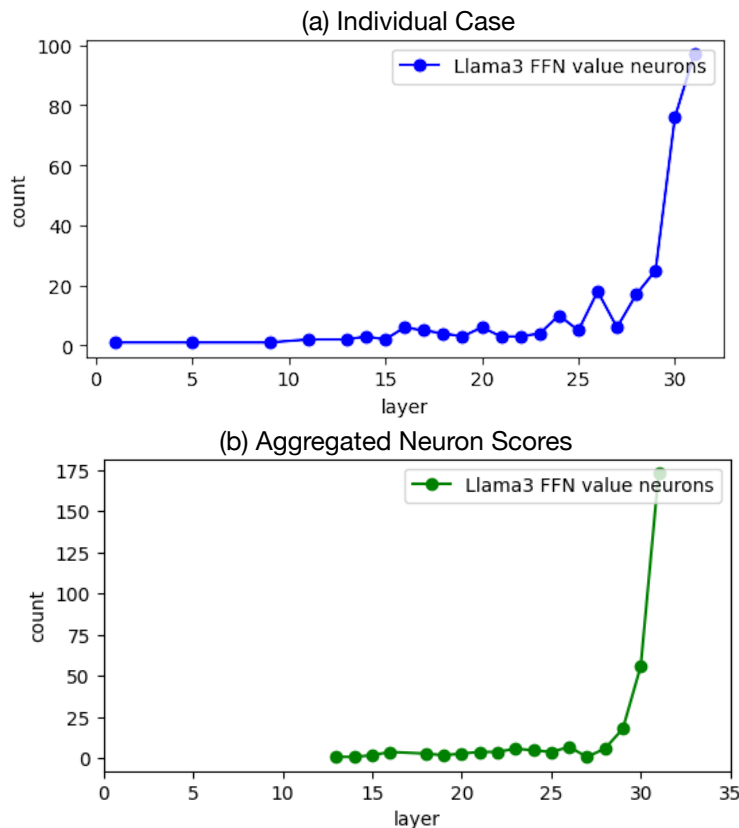 (a) Individual Case
100
80
60
40
20
0
count
Llama3 FFN value neurons
0 5 10 15 20 25 30
layer
(b) Aggregated Neuron Scores
175
150
125
100
75
50
25
0
count
Llama3 FFN value neurons
0 5 10 15 20 25 30 35
layer